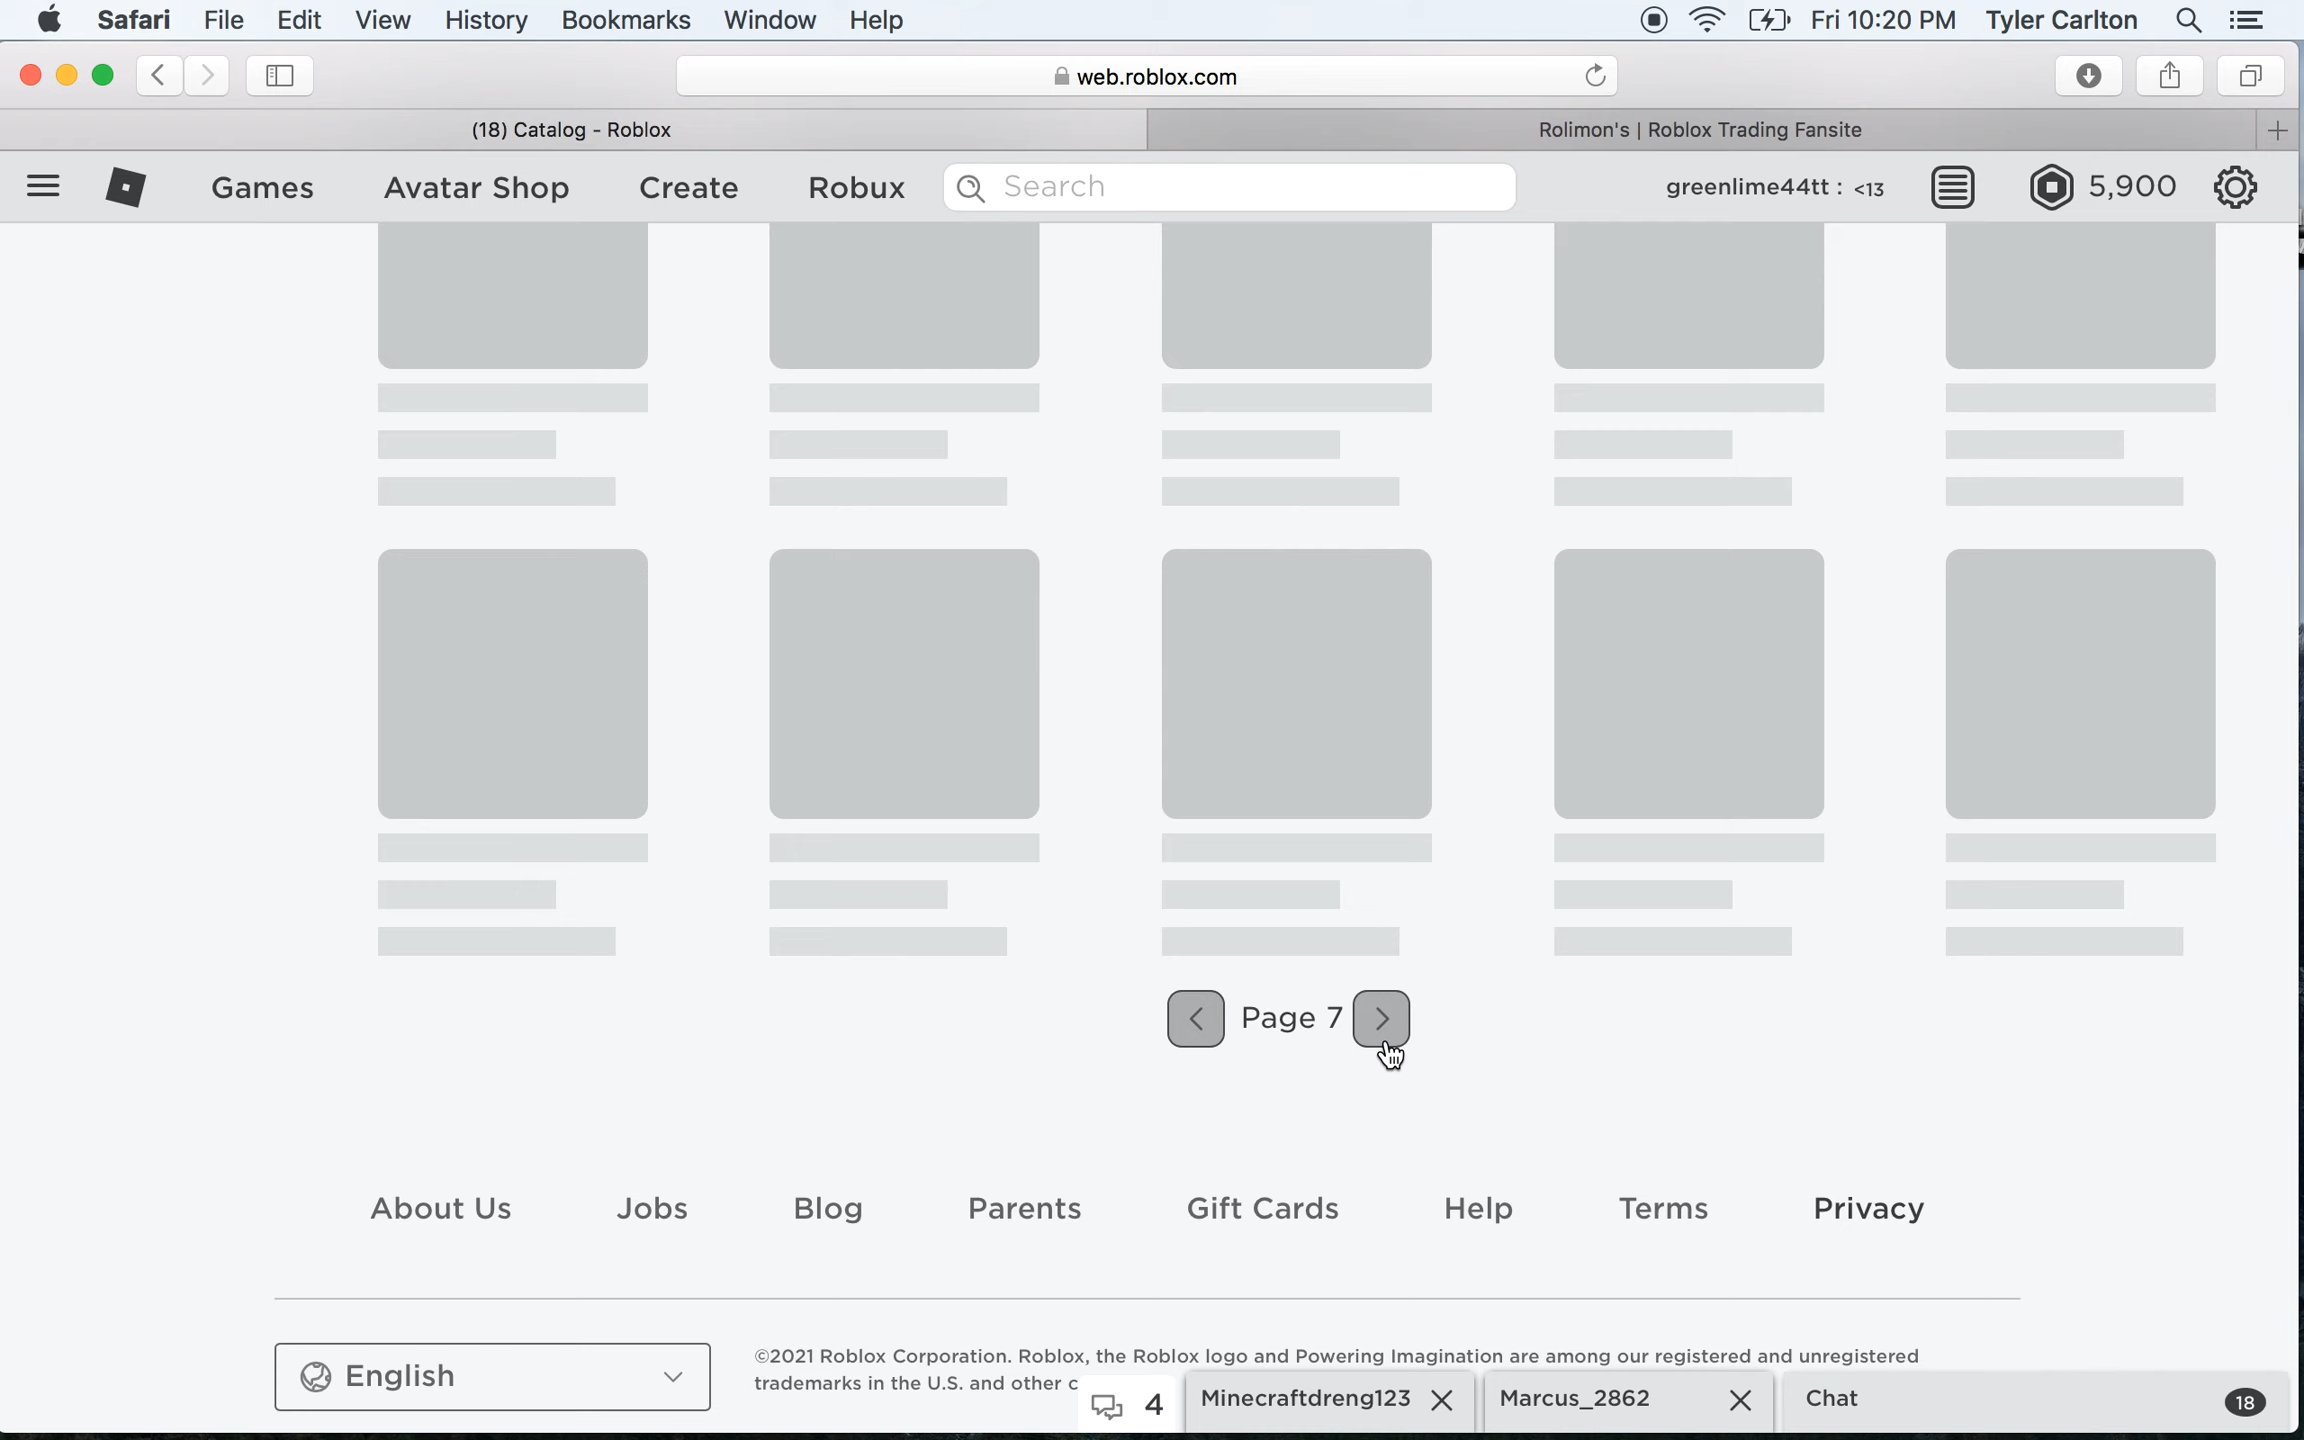 Safari File Edit View History Bookmarks Window Help Fri 10:20 PM Tyler Carlton
web.roblox.com
(18) Catalog - Roblox Rolimon's | Roblox Trading Fansite
Games Avatar Shop Create Robux Search greenlime44tt : <13 5,900
Page 7
About Us Jobs Blog Parents Gift Cards Help Terms Privacy
English
©2021 Roblox Corporation. Roblox, the Roblox logo and Powering Imagination are among our registered and unregistered
trademarks in the U.S. and other c
4 Minecraftdreng123 Marcus_2862 Chat 18